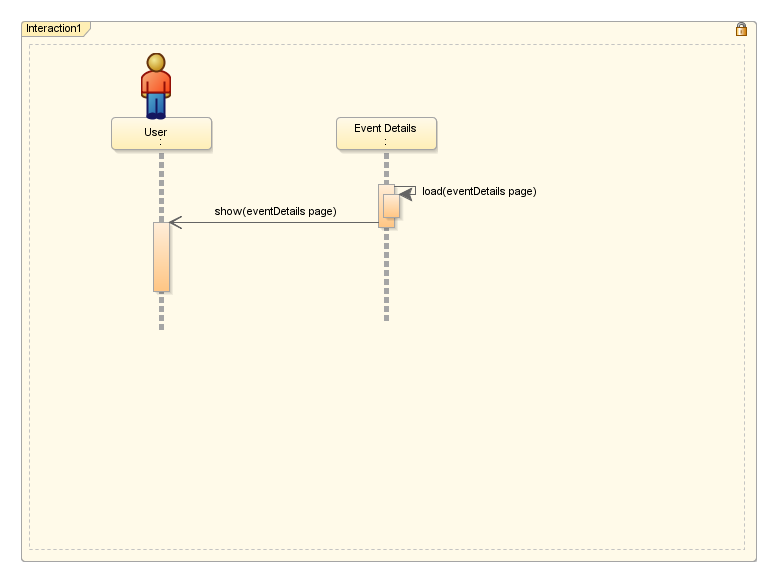 Interaction1
User
:
Event Details
:
load(eventDetails page)
show(eventDetails page)